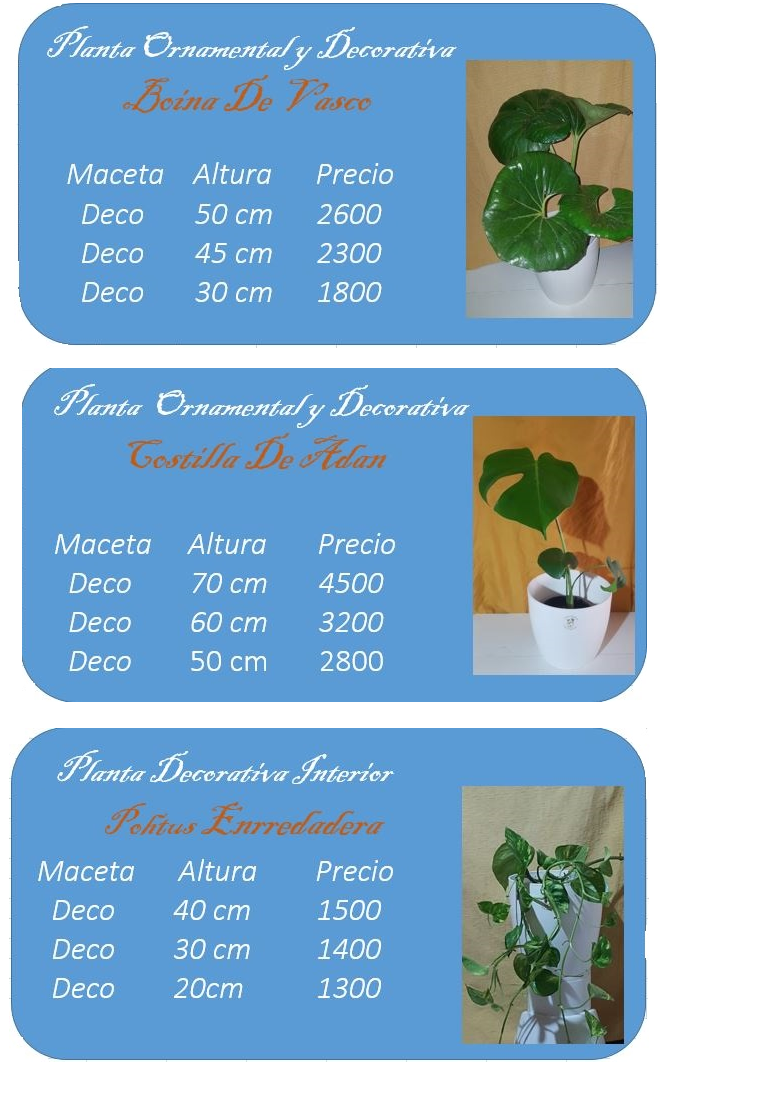 Planta Ornamental y Decorativa
Boina De Vasco
Maceta Altura Precio
Deco 50 cm 2600
Deco 45 cm 2300
Deco 30 cm 1800
Planta Ornamental y Decorativa
Costilla De Adan
Maceta Altura Precio
Deco 70 cm 4500
Deco 60 cm 3200
Deco 50 cm 2800
Planta Decorativa Interior
Pohtus Enrredadera
Maceta Altura Precio
Deco 40 cm 1500
Deco 30 cm 1400
Deco 20cm 1300